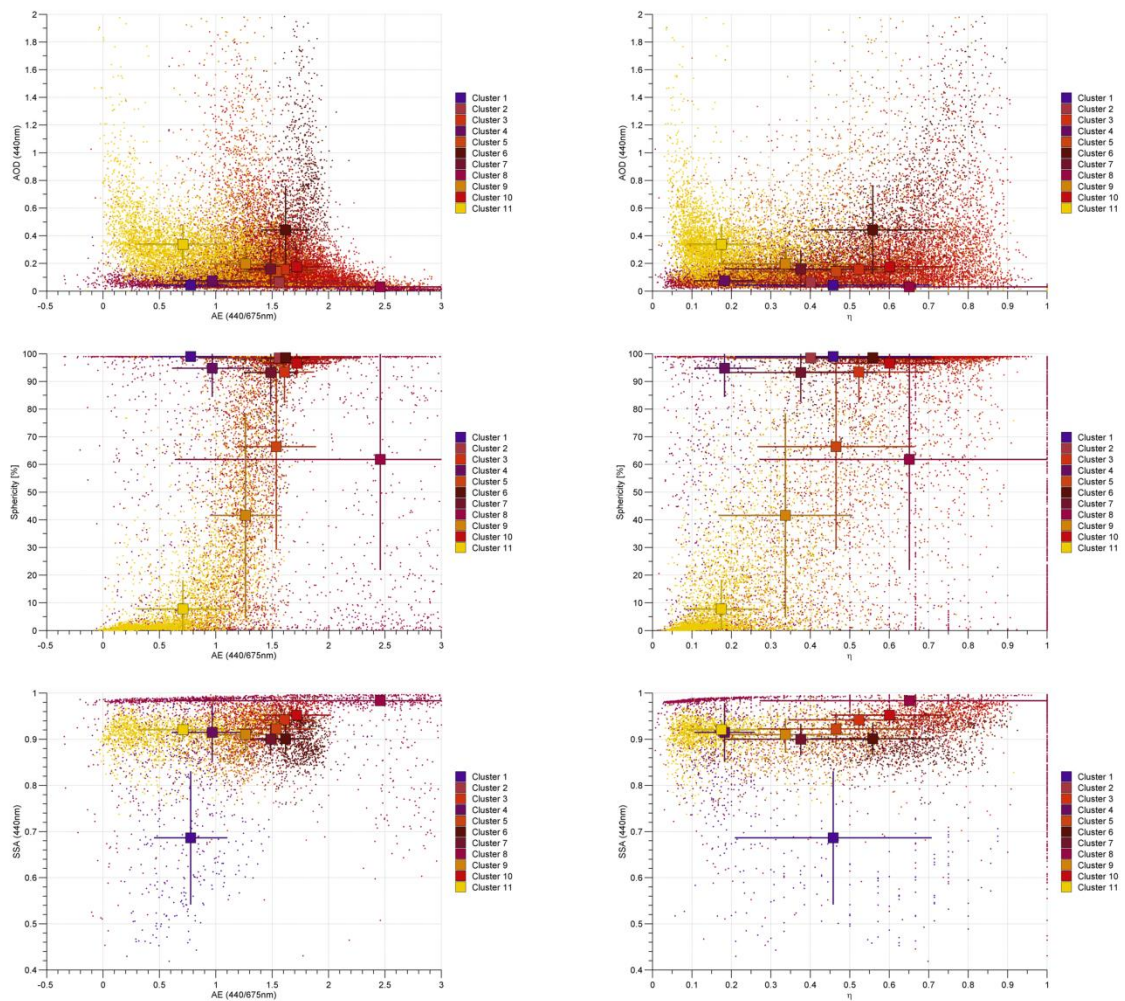 2
1.8
1.6
1.4
1.2
1
0.8
0.6
0.4
0.2
0
AOD (440nm)
-0.5 0 0.5 1 1.5 2 2.5 3
AE (440/675nm)
Cluster 1
Cluster 2
Cluster 3
Cluster 4
Cluster 5
Cluster 6
Cluster 7
Cluster 8
Cluster 9
Cluster 10
Cluster 11
2
1.8
1.6
1.4
1.2
1
0.8
0.6
0.4
0.2
0
AOD (440nm)
0 0.1 0.2 0.3 0.4 0.5 0.6 0.7 0.8 0.9 1
η
Cluster 1
Cluster 2
Cluster 3
Cluster 4
Cluster 5
Cluster 6
Cluster 7
Cluster 8
Cluster 9
Cluster 10
Cluster 11
100
90
80
70
60
50
40
30
20
10
0
Sphericity [%]
-0.5 0 0.5 1 1.5 2 2.5 3
AE (440/675nm)
Cluster 1
Cluster 2
Cluster 3
Cluster 4
Cluster 5
Cluster 6
Cluster 7
Cluster 8
Cluster 9
Cluster 10
Cluster 11
100
90
80
70
60
50
40
30
20
10
0
Sphericity [%]
0 0.1 0.2 0.3 0.4 0.5 0.6 0.7 0.8 0.9 1
η
Cluster 1
Cluster 2
Cluster 3
Cluster 4
Cluster 5
Cluster 6
Cluster 7
Cluster 8
Cluster 9
Cluster 10
Cluster 11
1
0.9
0.8
0.7
0.6
0.5
0.4
SSA (440nm)
-0.5 0 0.5 1 1.5 2 2.5 3
AE (440/675nm)
Cluster 1
Cluster 2
Cluster 3
Cluster 4
Cluster 5
Cluster 6
Cluster 7
Cluster 8
Cluster 9
Cluster 10
Cluster 11
1
0.9
0.8
0.7
0.6
0.5
0.4
SSA (440nm)
0 0.1 0.2 0.3 0.4 0.5 0.6 0.7 0.8 0.9 1
η
Cluster 1
Cluster 2
Cluster 3
Cluster 4
Cluster 5
Cluster 6
Cluster 7
Cluster 8
Cluster 9
Cluster 10
Cluster 11